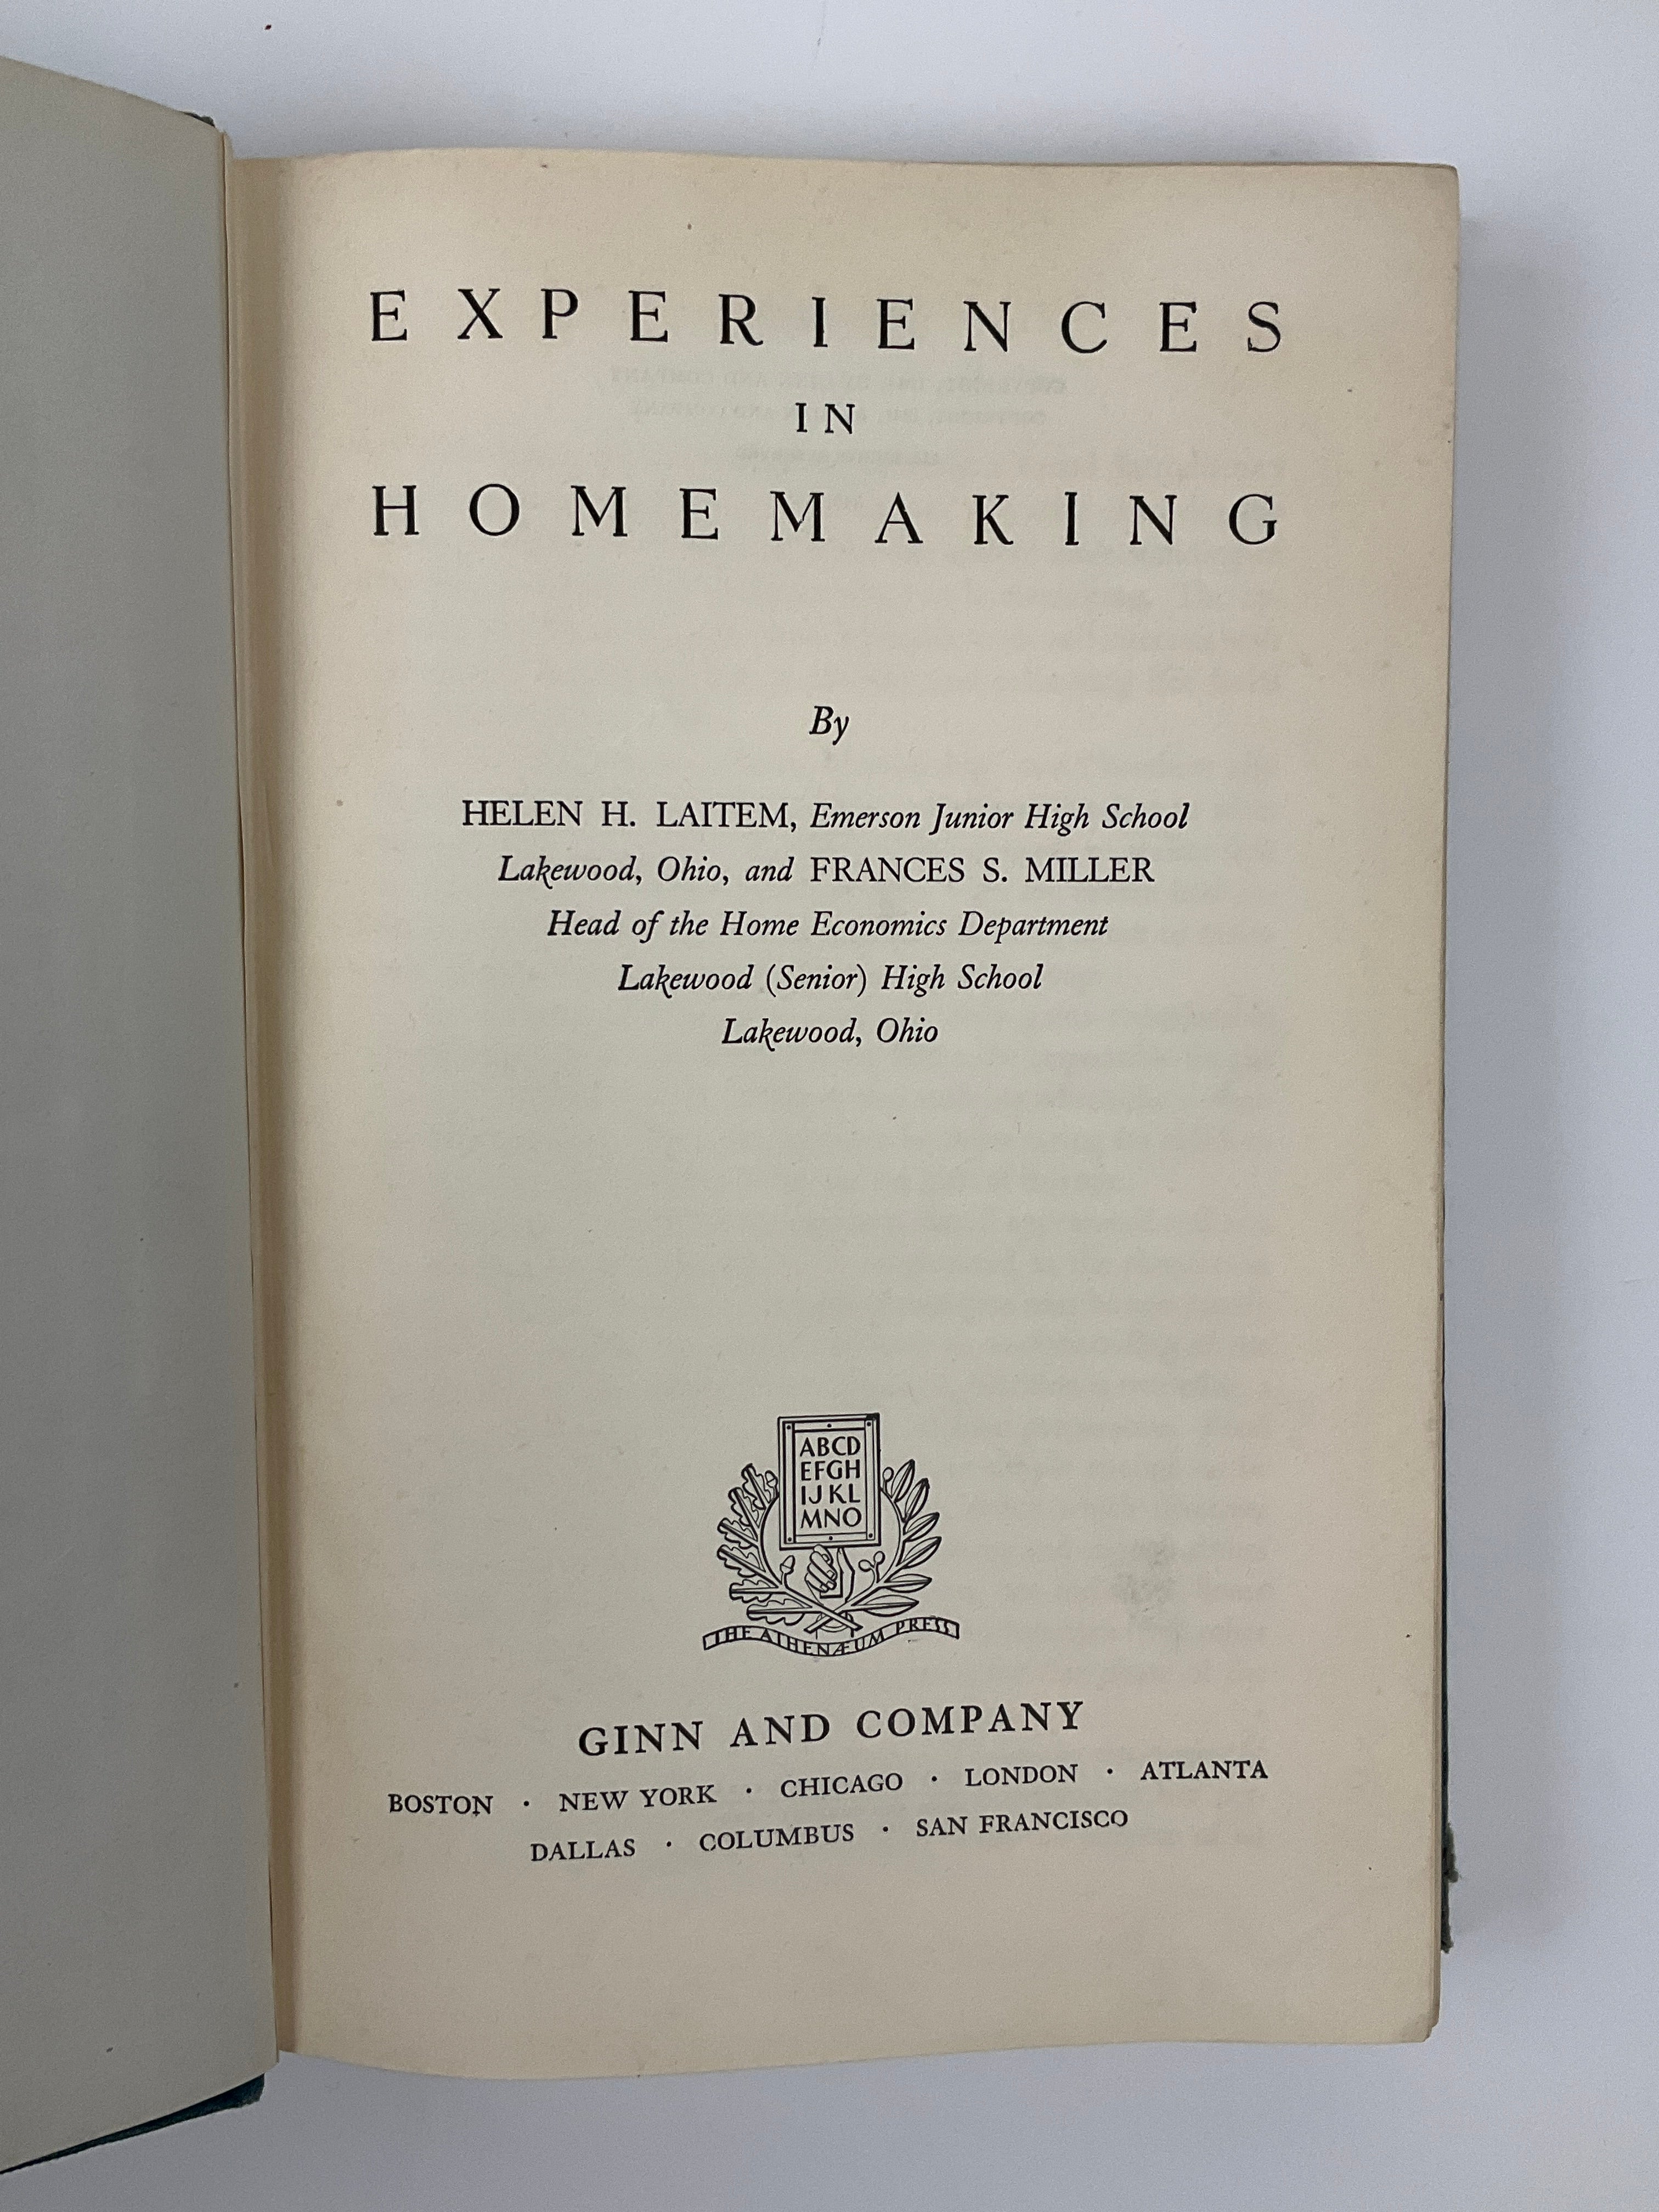 EXPERIENCES
IN
HOMEMAKING
By
HELEN H. LAITEM, Emerson Junior High School
Lakewood, Ohio, and FRANCES S. MILLER
Head of the Home Economics Department
Lakewood (Senior) High School
Lakewood, Ohio
ABCD
EFGH
IJKL
MNO
THE ATHENÆUM PRESS
GINN AND COMPANY
BOSTON · NEW YORK · CHICAGO · LONDON · ATLANTA
DALLAS · COLUMBUS · SAN FRANCISCO